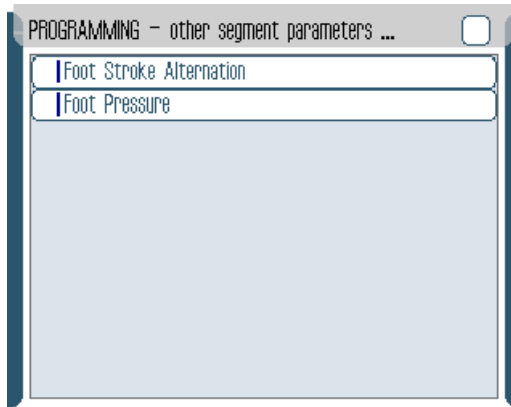 PROGRAMMING - other segment parameters ...
Foot Stroke Alternation
Foot Pressure